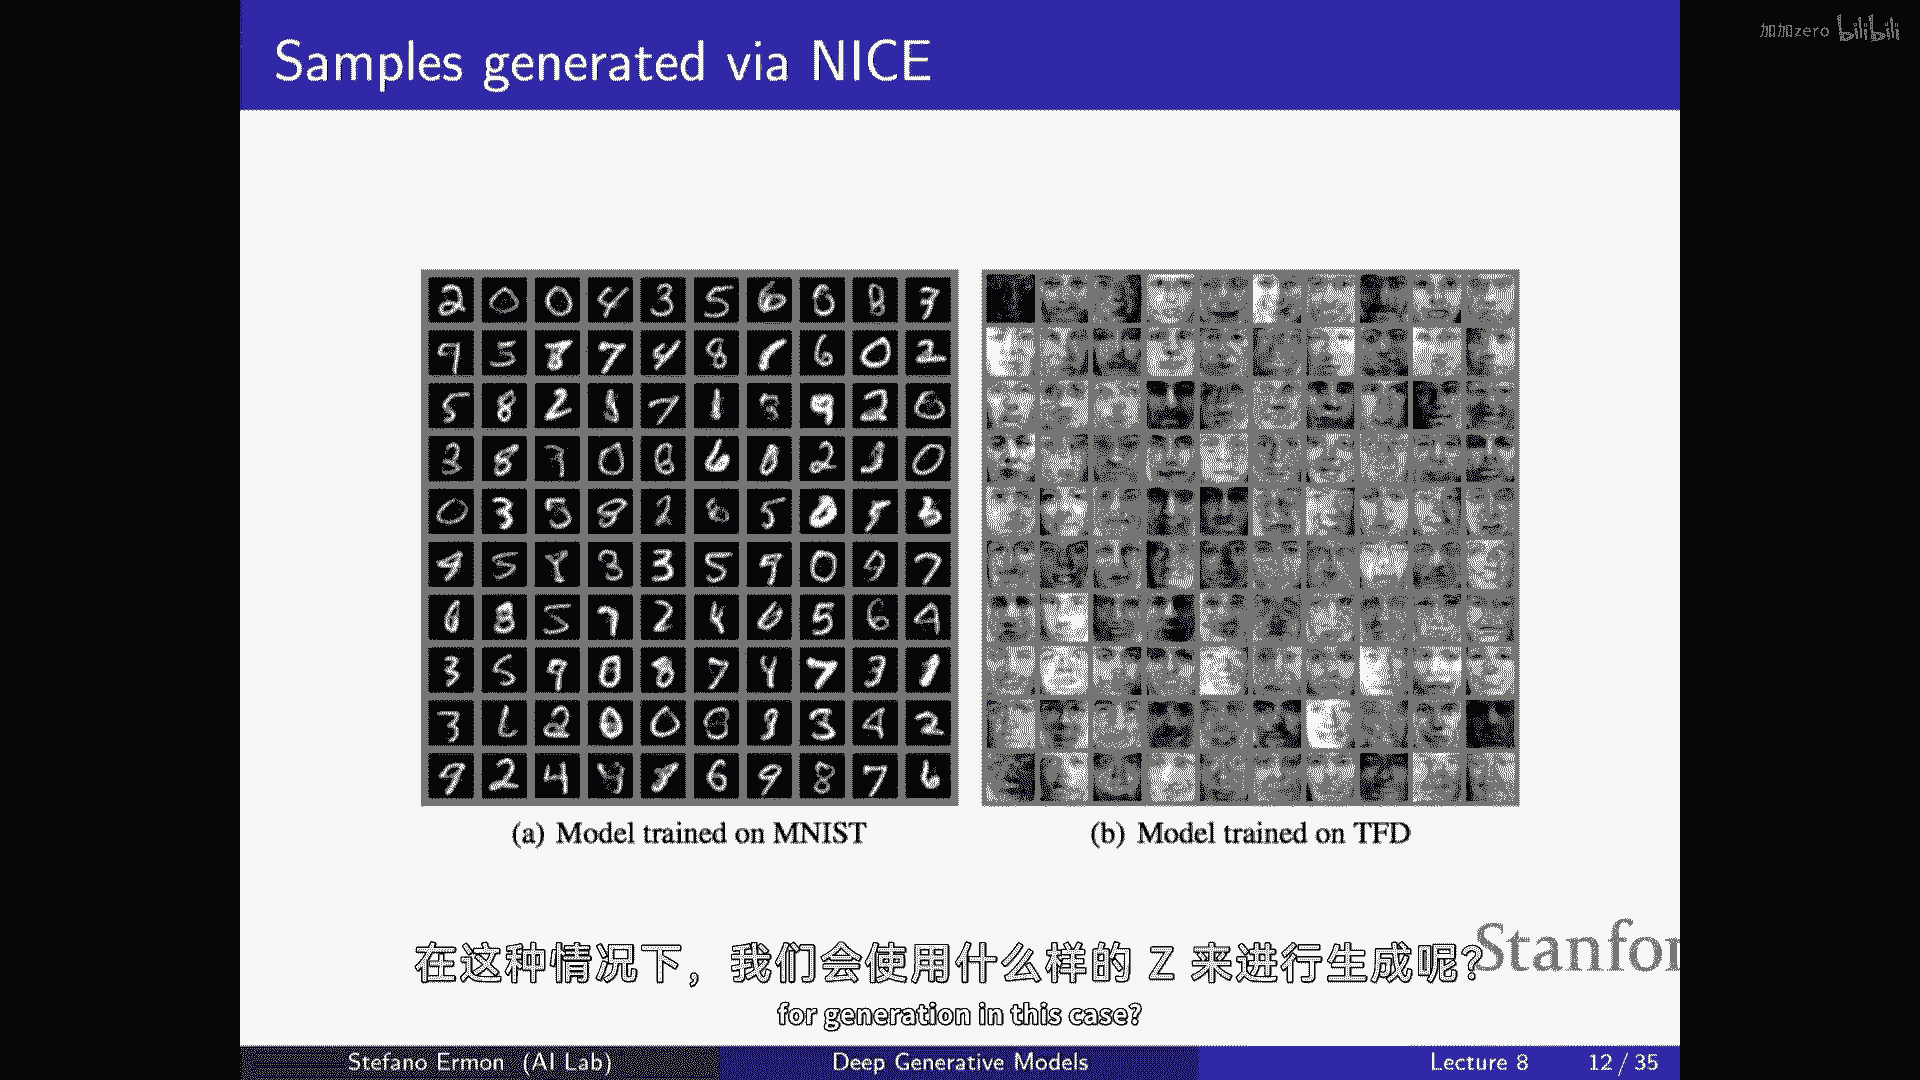 Samples generated via NICE
加加zero bilibili
2 0 0 4 3 5 6 0 8 7
9 5 8 7 4 8 1 6 0 2
5 8 2 8 7 1 3 9 2 0
3 8 7 0 8 6 0 2 3 0
0 3 5 8 2 8 5 0 5 6
9 5 8 3 3 5 9 0 9 7
6 8 5 7 2 4 6 5 6 4
3 5 9 0 8 7 4 7 3 1
3 2 0 0 8 9 3 4 2
9 2 4 9 8 6 9 8 7 6
(a) Model trained on MNIST
(b) Model trained on TFD
在这种情况下，我们会使用什么样的 Z 来进行生成呢？
Stanfor
for generation in this case?
Stefano Ermon (AI Lab)
Deep Generative Models
Lecture 8
12 / 35